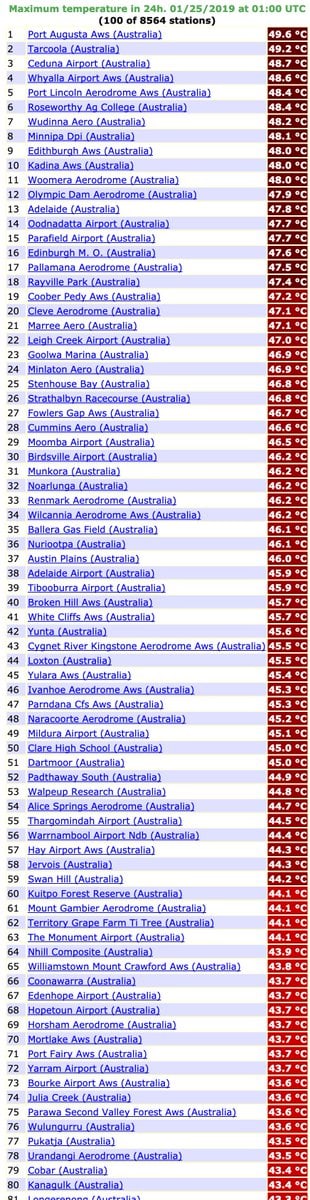 Maximum temperature in 24h. 01/25/2019 at 01:00 UTC
(100 of 8564 stations)
1 Port Augusta Aws (Australia) 49.6 °C
2 Tarcoola (Australia) 49.2 °C
3 Ceduna Airport (Australia) 48.7 °C
4 Whyalla Airport Aws (Australia) 48.6 °C
5 Port Lincoln Aerodrome Aws (Australia) 48.4 °C
6 Roseworthy Ag College (Australia) 48.4 °C
7 Wudinna Aero (Australia) 48.2 °C
8 Minnipa Dpi (Australia) 48.1 °C
9 Edithburgh Aws (Australia) 48.0 °C
10 Kadina Aws (Australia) 48.0 °C
11 Woomera Aerodrome (Australia) 48.0 °C
12 Olympic Dam Aerodrome (Australia) 47.9 °C
13 Adelaide (Australia) 47.8 °C
14 Oodnadatta Airport (Australia) 47.7 °C
15 Parafield Airport (Australia) 47.7 °C
16 Edinburgh M. O. (Australia) 47.6 °C
17 Pallamana Aerodrome (Australia) 47.5 °C
18 Rayville Park (Australia) 47.4 °C
19 Coober Pedy Aws (Australia) 47.2 °C
20 Cleve Aerodrome (Australia) 47.1 °C
21 Marree Aero (Australia) 47.1 °C
22 Leigh Creek Airport (Australia) 47.0 °C
23 Goolwa Marina (Australia) 46.9 °C
24 Minlaton Aero (Australia) 46.9 °C
25 Stenhouse Bay (Australia) 46.8 °C
26 Strathalbyn Racecourse (Australia) 46.8 °C
27 Fowlers Gap Aws (Australia) 46.7 °C
28 Cummins Aero (Australia) 46.6 °C
29 Moomba Airport (Australia) 46.5 °C
30 Birdsville Airport (Australia) 46.2 °C
31 Munkora (Australia) 46.2 °C
32 Noarlunga (Australia) 46.2 °C
33 Renmark Aerodrome (Australia) 46.2 °C
34 Wilcannia Aerodrome Aws (Australia) 46.2 °C
35 Ballera Gas Field (Australia) 46.1 °C
36 Nuriootpa (Australia) 46.1 °C
37 Austin Plains (Australia) 46.0 °C
38 Adelaide Airport (Australia) 45.9 °C
39 Tibooburra Airport (Australia) 45.9 °C
40 Broken Hill Aws (Australia) 45.7 °C
41 White Cliffs Aws (Australia) 45.7 °C
42 Yunta (Australia) 45.6 °C
43 Cygnet River Kingstone Aerodrome Aws (Australia) 45.5 °C
44 Loxton (Australia) 45.5 °C
45 Yulara Aws (Australia) 45.4 °C
46 Ivanhoe Aerodrome Aws (Australia) 45.3 °C
47 Parndana Cfs Aws (Australia) 45.3 °C
48 Naracoorte Aerodrome (Australia) 45.2 °C
49 Mildura Airport (Australia) 45.1 °C
50 Clare High School (Australia) 45.0 °C
51 Dartmoor (Australia) 45.0 °C
52 Padthaway South (Australia) 44.9 °C
53 Walpeup Research (Australia) 44.8 °C
54 Alice Springs Aerodrome (Australia) 44.7 °C
55 Thargomindah Airport (Australia) 44.5 °C
56 Warrnambool Airport Ndb (Australia) 44.4 °C
57 Hay Airport Aws (Australia) 44.3 °C
58 Jervois (Australia) 44.3 °C
59 Swan Hill (Australia) 44.2 °C
60 Kuitpo Forest Reserve (Australia) 44.1 °C
61 Mount Gambier Aerodrome (Australia) 44.1 °C
62 Territory Grape Farm Ti Tree (Australia) 44.1 °C
63 The Monument Airport (Australia) 44.1 °C
64 Nhill Composite (Australia) 43.9 °C
65 Williamstown Mount Crawford Aws (Australia) 43.8 °C
66 Coonawarra (Australia) 43.7 °C
67 Edenhope Airport (Australia) 43.7 °C
68 Hopetoun Airport (Australia) 43.7 °C
69 Horsham Aerodrome (Australia) 43.7 °C
70 Mortlake Aws (Australia) 43.7 °C
71 Port Fairy Aws (Australia) 43.7 °C
72 Yarram Airport (Australia) 43.7 °C
73 Bourke Airport Aws (Australia) 43.6 °C
74 Julia Creek (Australia) 43.6 °C
75 Parawa Second Valley Forest Aws (Australia) 43.6 °C
76 Wulungurru (Australia) 43.6 °C
77 Pukatja (Australia) 43.5 °C
78 Urandangi Aerodrome (Australia) 43.5 °C
79 Cobar (Australia) 43.4 °C
80 Kanagulk (Australia) 43.4 °C